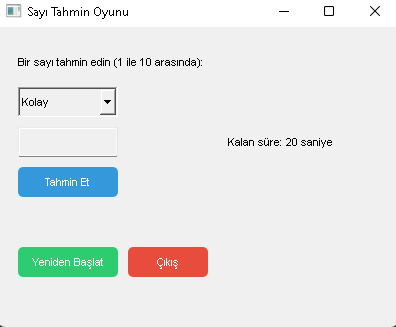 Sayı Tahmin Oyunu
Bir sayı tahmin edin (1 ile 10 arasında):
Kolay
Kalan süre: 20 saniye
Tahmin Et
Yeniden Başlat
Çıkış